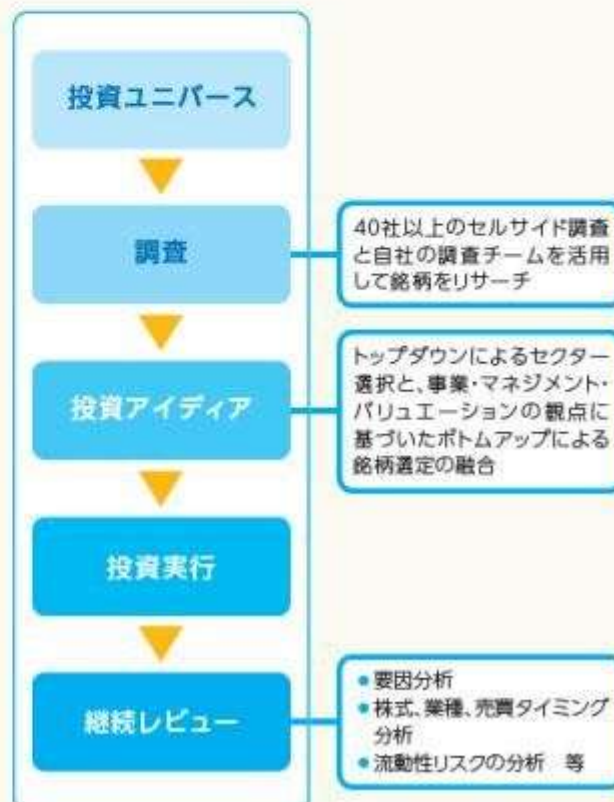 投資ユニバース
調査
40社以上のセルサイド調査
と自社の調査チームを活用
して銘柄をリサーチ
投資アイディア
トップダウンによるセクター
選択と、事業・マネジメント・
バリュエーションの観点に
基づいたボトムアップによる
銘柄選定の融合
投資実行
継続レビュー
●要因分析
●株式、業種、売買タイミング
分析
●流動性リスクの分析　等